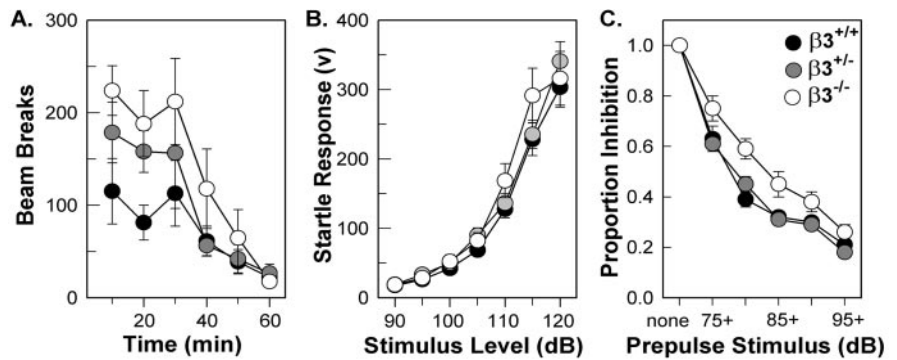 A.
300
200
100
0
Beam Breaks
20
40
60
Time (min)
B.
400
300
200
100
0
Startle Response (v)
90
100
110
120
Stimulus Level (dB)
C.
β3+/+
β3+/-
β3-/-
1.0
0.8
0.6
0.4
0.2
0.0
Proportion Inhibition
none
75+
85+
95+
Prepulse Stimulus (dB)